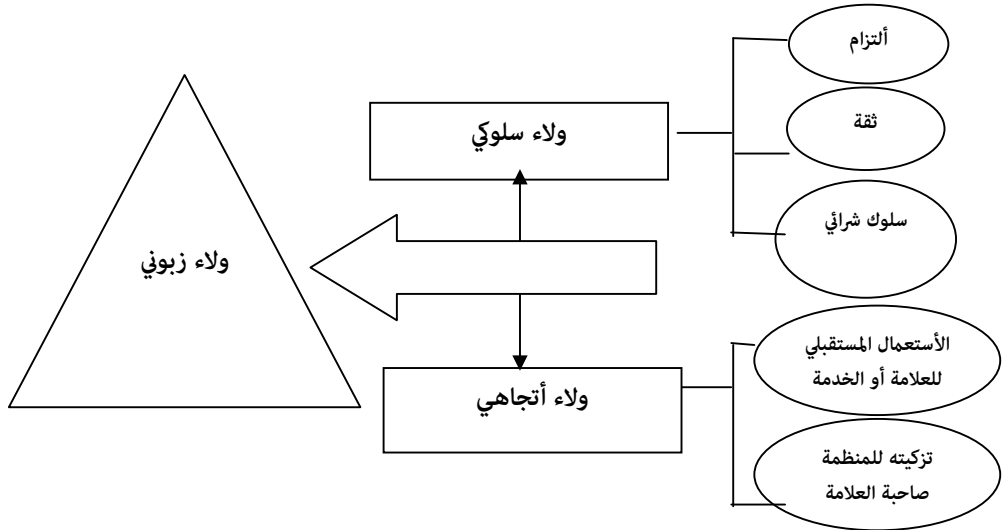 ألتزام
ثقة
ولاء سلوكي
سلوك شرائي
ولاء زبوني
الأستعمال المستقبلي
للعلامة أو الخدمة
ولاء أتجاهي
تزكيته للمنظمة
صاحبة العلامة